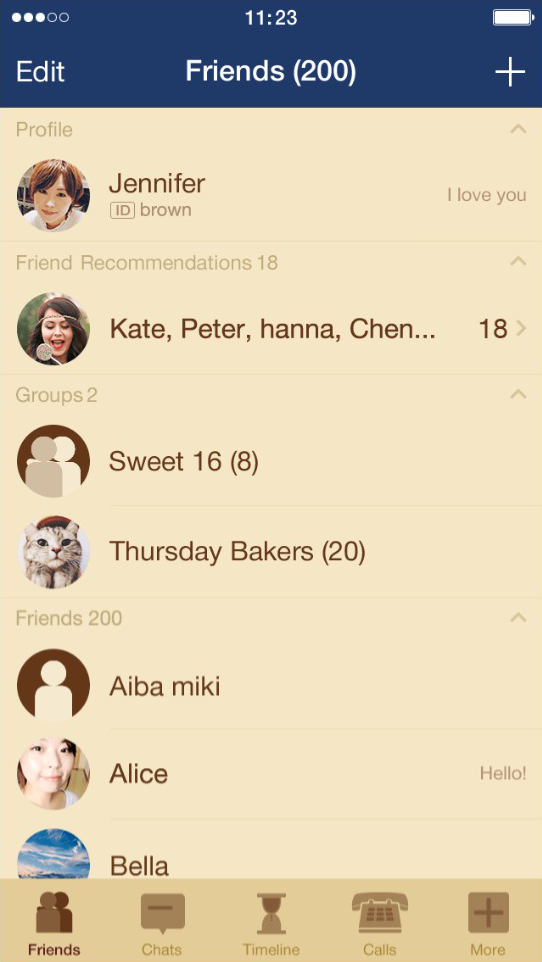 11:23
Edit
Friends (200)
Profile
Jennifer
ID brown
I love you
Friend Recommendations 18
Kate, Peter, hanna, Chen...
18
Groups 2
Sweet 16 (8)
Thursday Bakers (20)
Friends 200
Aiba miki
Alice
Hello!
Bella
Friends
Chats
Timeline
Calls
More